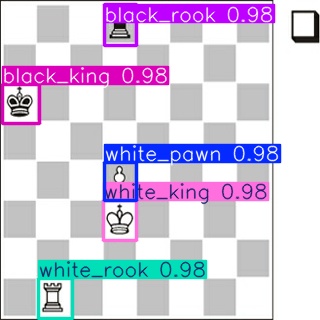 black_rook 0.98
black_king 0.98
white_pawn 0.98
white_king 0.98
white_rook 0.98